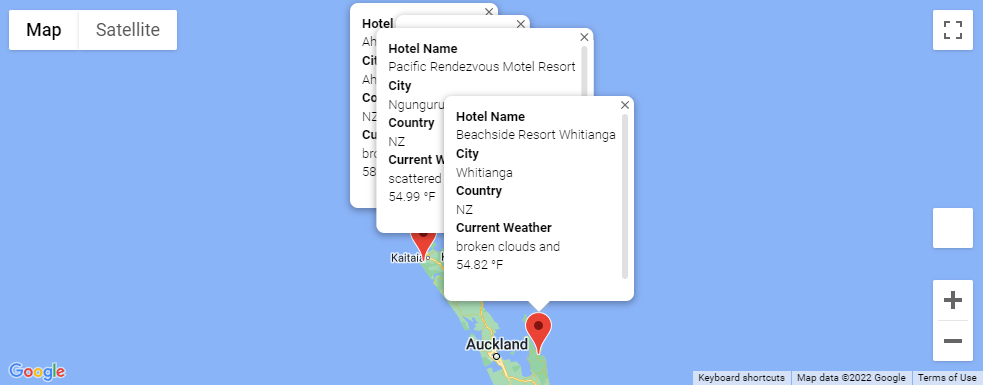 Map
Satellite
Hotel
Ah
Cit
Ah
Co
NZ
Cu
bro
58
Hotel Name
Pacific Rendezvous Motel Resort
City
Ngunguru
Country
NZ
Current W
scattered
54.99 °F
Hotel Name
Beachside Resort Whitianga
City
Whitianga
Country
NZ
Current Weather
broken clouds and
54.82 °F
Kaitaia
Auckland
Google
Keyboard shortcuts
Map data ©2022 Google
Terms of Use